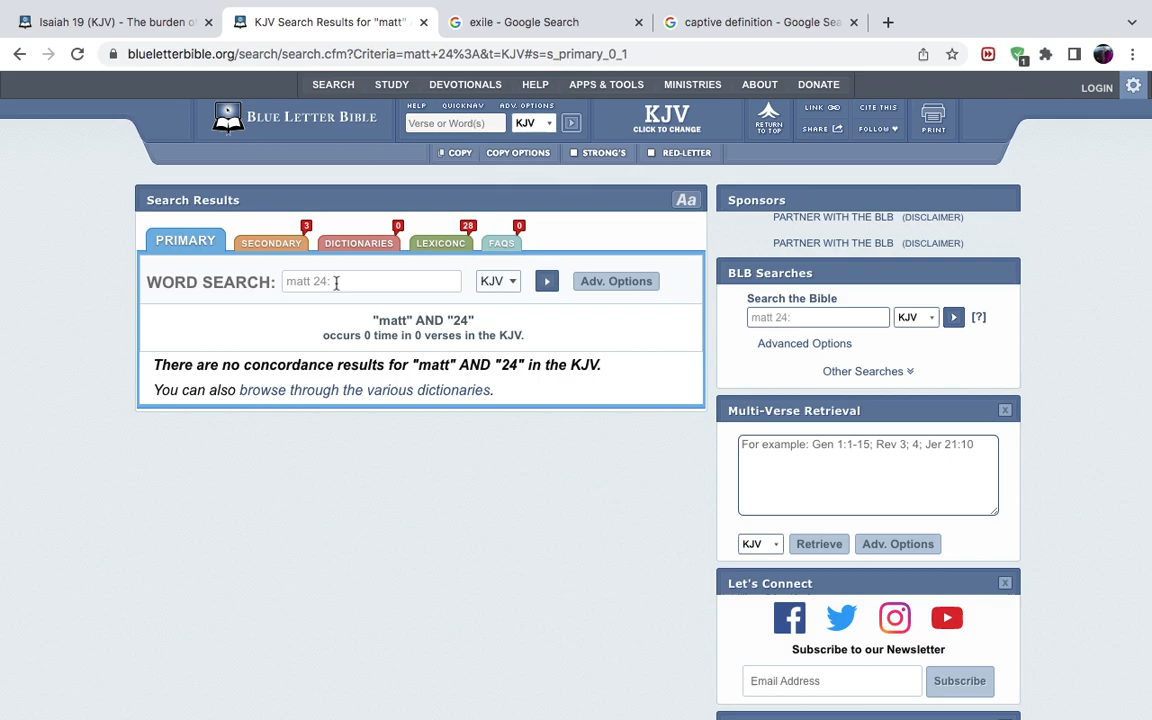 Isaiah 19 (KJV) - The burden o
KJV Search Results for "matt"
exile - Google Search
captive definition - Google Sea
blueletterbible.org/search/search.cfm?Criteria=matt+24%3A&t=KJV#s=s_primary_0_1
1
SEARCH STUDY DEVOTIONALS HELP APPS & TOOLS MINISTRIES ABOUT DONATE
LOGIN
BLUE LETTER BIBLE
HELP QUICKNAV ADV. OPTIONS
Verse or Word(s) KJV
KJV
CLICK TO CHANGE
RETURN
TO TOP
LINK CITE THIS
SHARE FOLLOW
PRINT
COPY COPY OPTIONS STRONG'S RED-LETTER
Search Results Aa
3 0 28 0
PRIMARY SECONDARY DICTIONARIES LEXICONC FAQS
WORD SEARCH: matt 24: KJV Adv. Options
"matt" AND "24"
occurs 0 time in 0 verses in the KJV.
There are no concordance results for "matt" AND "24" in the KJV.
You can also browse through the various dictionaries.
Sponsors
PARTNER WITH THE BLB (DISCLAIMER)
PARTNER WITH THE BLB (DISCLAIMER)
BLB Searches
Search the Bible
matt 24: KJV [?]
Advanced Options
Other Searches
Multi-Verse Retrieval x
For example: Gen 1:1-15; Rev 3; 4; Jer 21:10
KJV Retrieve Adv. Options
Let's Connect x
Subscribe to our Newsletter
Email Address Subscribe